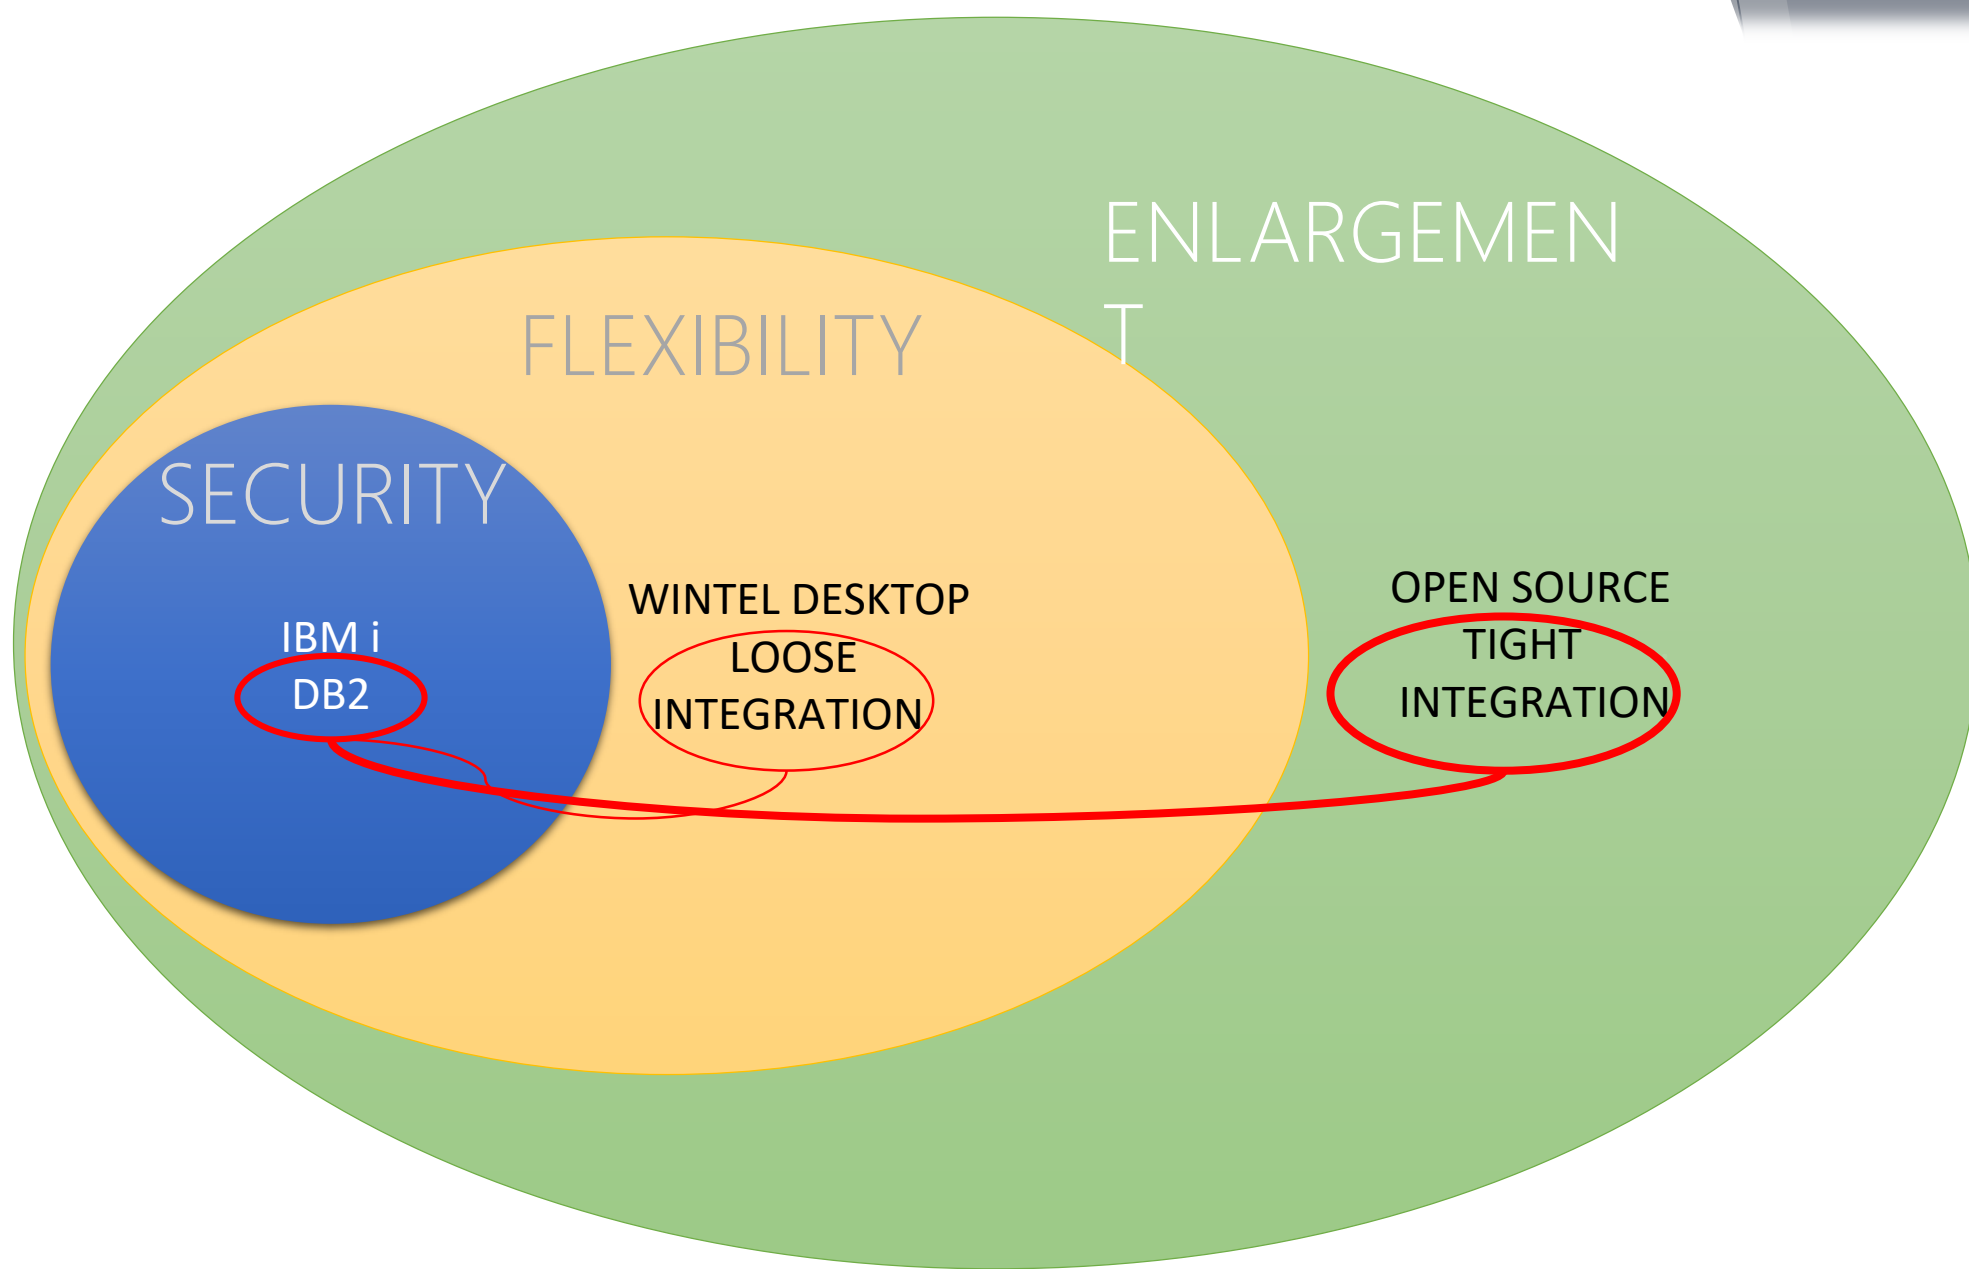 ENLARGEMEN
T
FLEXIBILITY
SECURITY
IBM i
DB2
WINTEL DESKTOP
LOOSE
INTEGRATION
OPEN SOURCE
TIGHT
INTEGRATION